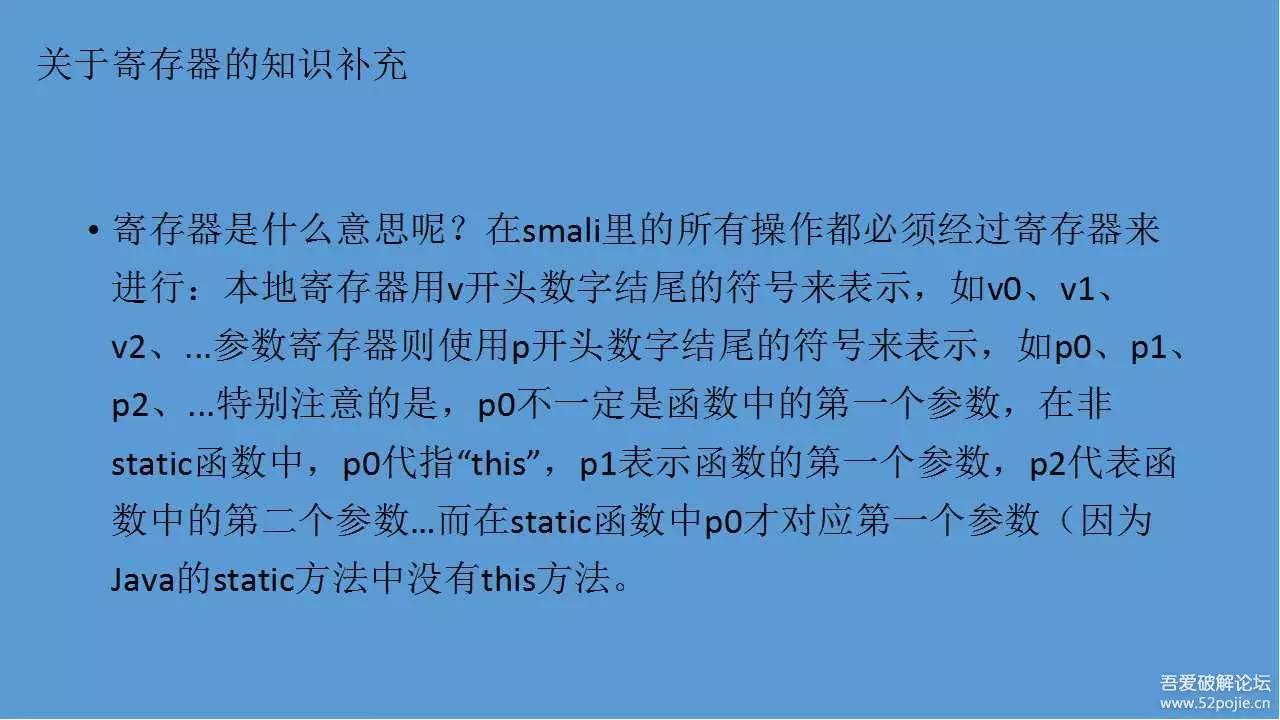 关于寄存器的知识补充
• 寄存器是什么意思呢？在smali里的所有操作都必须经过寄存器来
进行：本地寄存器用v开头数字结尾的符号来表示，如v0、v1、
v2、...参数寄存器则使用p开头数字结尾的符号来表示，如p0、p1、
p2、...特别注意的是，p0不一定是函数中的第一个参数，在非
static函数中，p0代指“this”，p1表示函数的第一个参数，p2代表函
数中的第二个参数...而在static函数中p0才对应第一个参数（因为
Java的static方法中没有this方法。
吾爱破解论坛
www.52pojie.cn